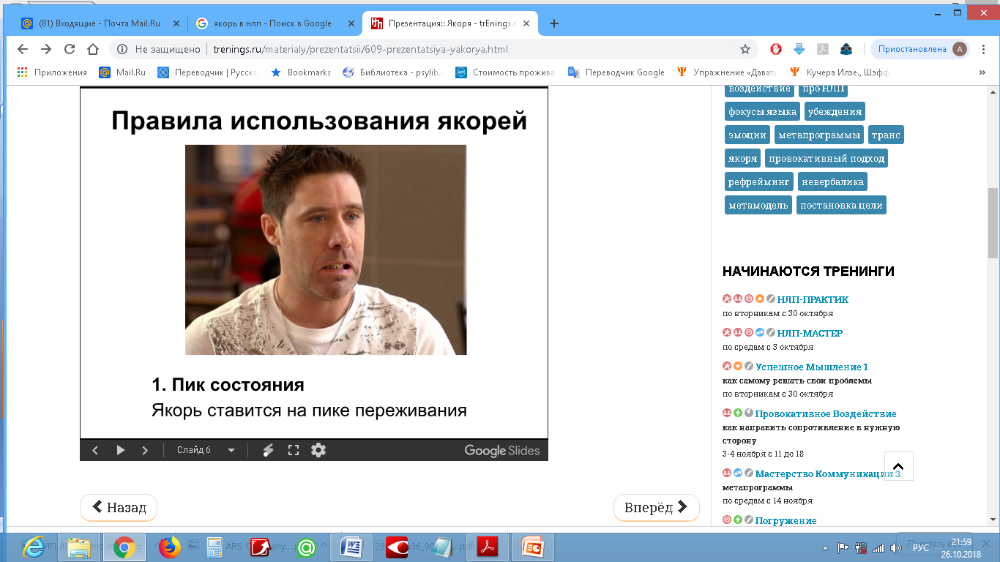 (81) Входящие - Почта Mail.Ru
якорь в нлп - Поиск в Google
Презентация:: Якоря - trEnings.r
Не защищено
trenings.ru/materialy/prezentatsii/609-prezentatsiya-yakorya.html
Приостановлена
А
Приложения
Mail.Ru
Переводчик | Русско
Bookmarks
Библиотека - psylib.
Стоимость прожива
Переводчик Google
Упражнение «Давать
Кучера Илзе., Шэфф
»
Правила использования якорей
1. Пик состояния
Якорь ставится на пике переживания
Слайд 6
Google Slides
Назад
Вперёд
воздействие про НЛП
фокусы языка убеждения
эмоции метапрограммы транс
якоря провокативный подход
рефрейминг невербалика
метамодель постановка цели
НАЧИНАЮТСЯ ТРЕНИНГИ
НЛП-ПРАКТИК
по вторникам с 30 октября
НЛП-МАСТЕР
по средам с 3 октября
Успешное Мышление 1
как самому решать свои проблемы
по вторникам с 30 октября
Провокативное Воздействие
как направить сопротивление в нужную
сторону
3-4 ноября с 11 до 18
Мастерство Коммуникации 3
метапрограммы
по средам с 14 ноября
Погружение
РУС
21:59
26.10.2018